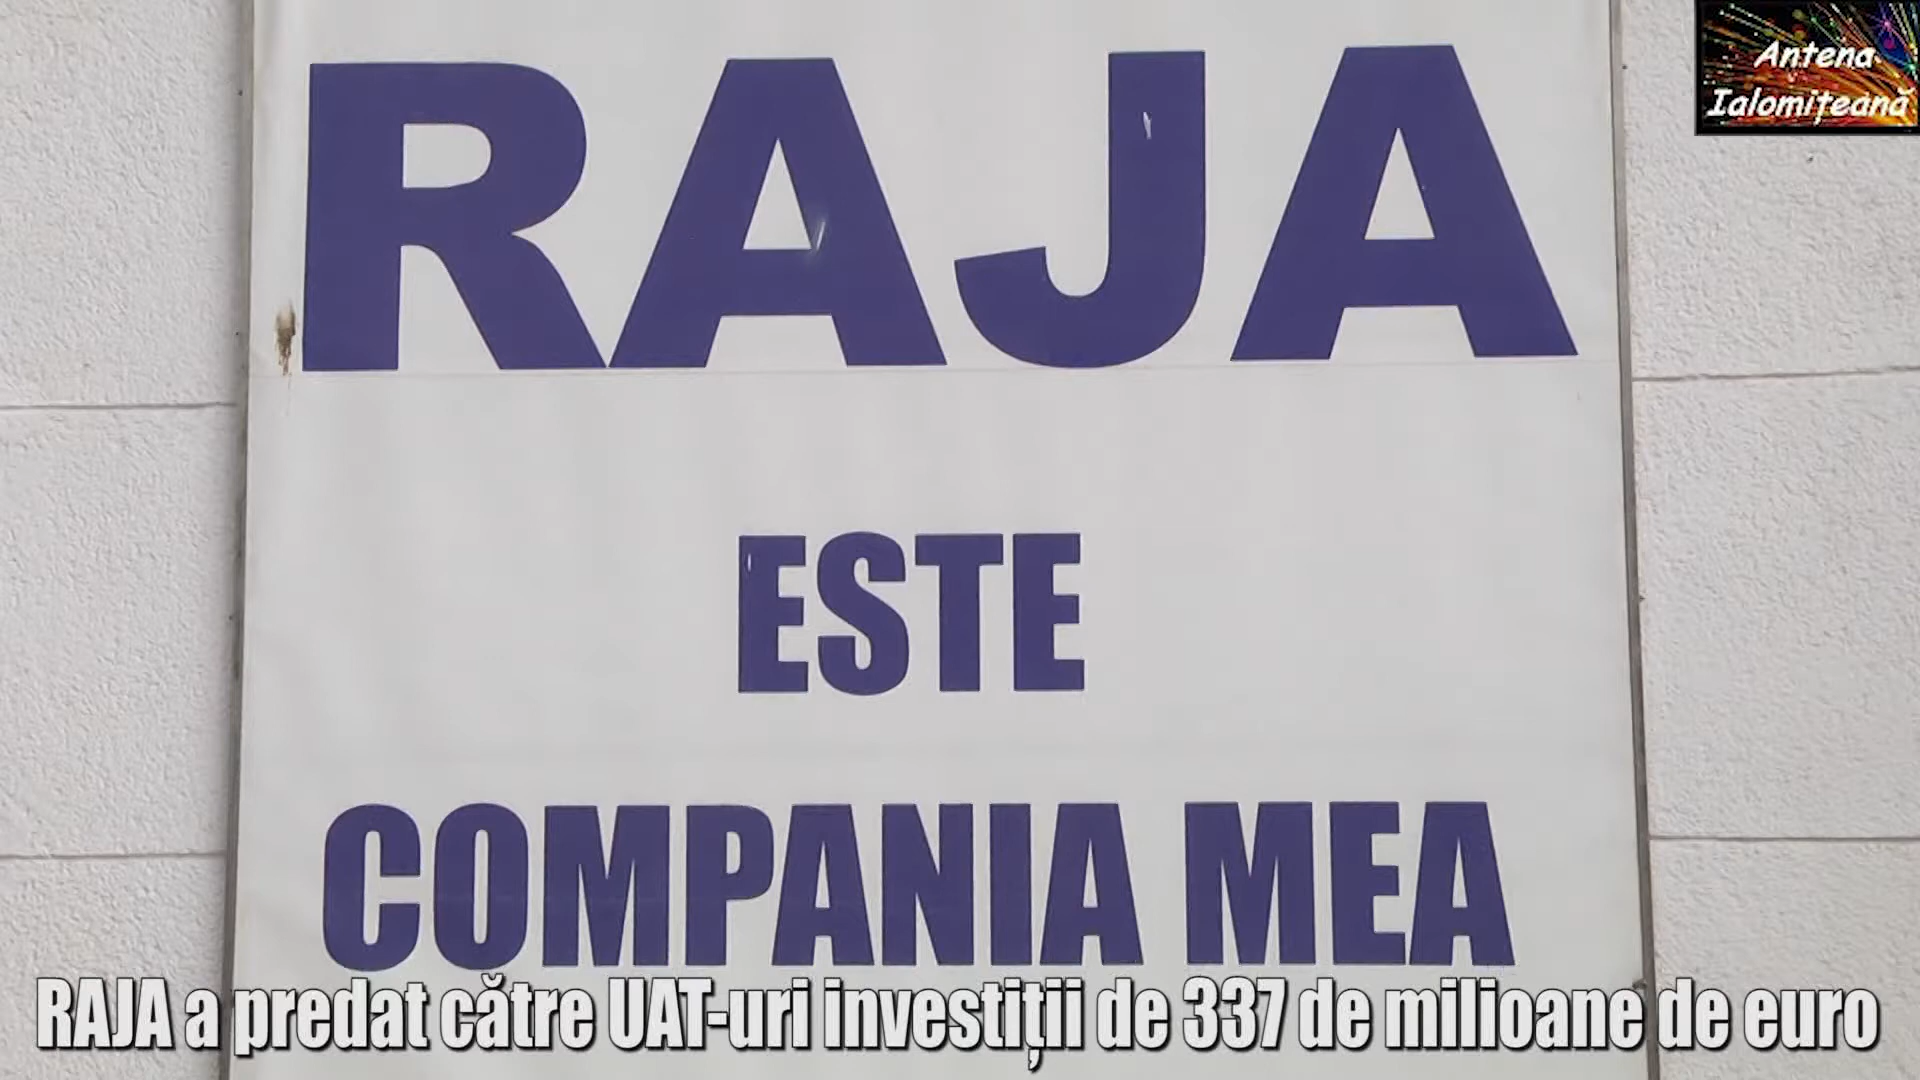 RAJA
ESTE
COMPANIA MEA
Antena
Ialomițeană
RAJA a predat către UAT-uri investiții de 337 de milioane de euro